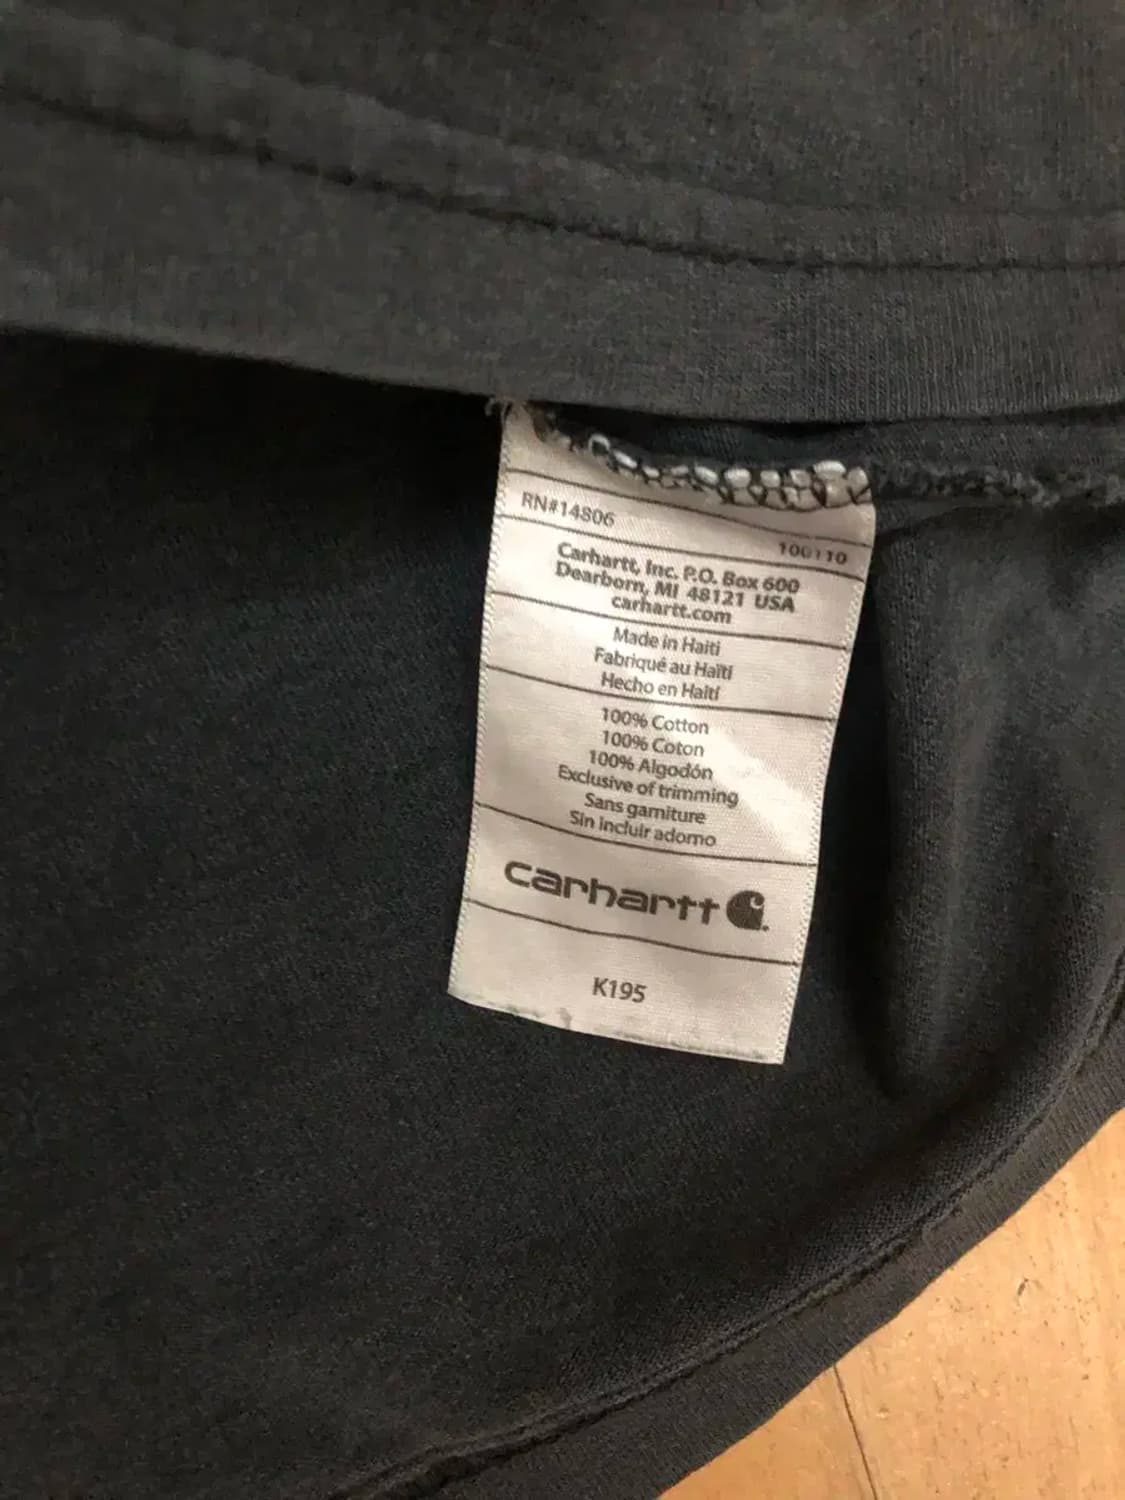 RN#14806
100110
Carhartt, Inc. P.O. Box 600
Dearborn, MI 48121 USA
carhartt.com
Made in Haiti
Fabriqué au Haïti
Hecho en Haití
100% Cotton
100% Coton
100% Algodón
Exclusive of trimming
Sans garniture
Sin incluir adorno
carhartt
K195